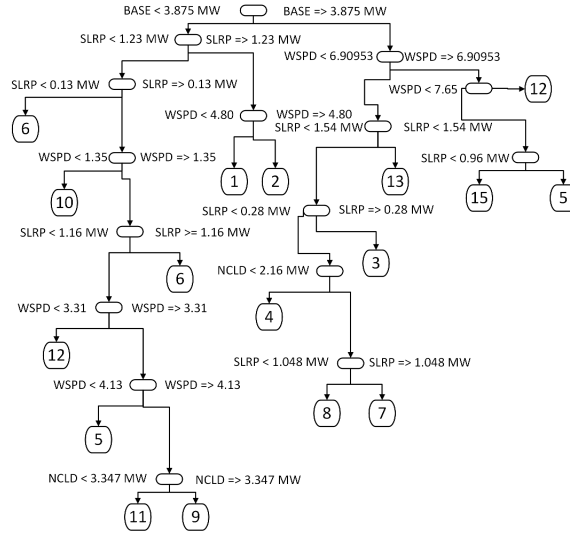 BASE < 3.875 MW BASE => 3.875 MW
SLRP < 1.23 MW SLRP => 1.23 MW
WSPD < 6.90953 WSPD => 6.90953
SLRP < 0.13 MW SLRP => 0.13 MW
WSPD < 7.65 12
WSPD < 4.80 WSPD => 4.80
6
SLRP < 1.54 MW SLRP < 1.54 MW
WSPD < 1.35 WSPD => 1.35
SLRP < 0.96 MW
1 2 13
10 15 5
SLRP < 0.28 MW SLRP => 0.28 MW
SLRP < 1.16 MW SLRP >= 1.16 MW
3
6
NCLD < 2.16 MW
WSPD < 3.31 WSPD => 3.31
4
12
SLRP < 1.048 MW SLRP => 1.048 MW
WSPD < 4.13 WSPD => 4.13
8 7
5
NCLD < 3.347 MW NCLD => 3.347 MW
11 9